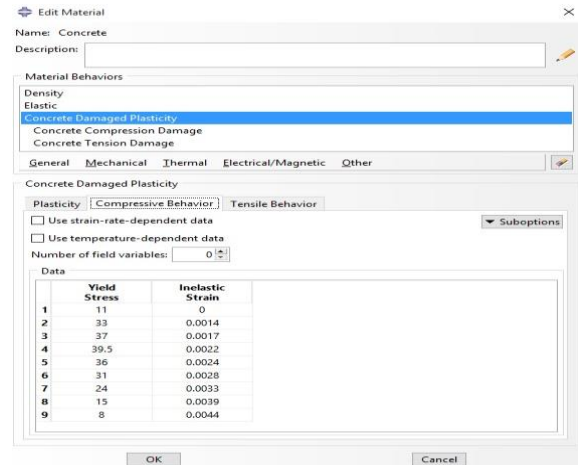 Edit Material
Name: Concrete
Description:
Material Behaviors
Density
Elastic
Concrete Damaged Plasticity
Concrete Compression Damage
Concrete Tension Damage
General Mechanical Thermal Electrical/Magnetic Other
Concrete Damaged Plasticity
Plasticity Compressive Behavior Tensile Behavior
Use strain-rate-dependent data
Suboptions
Use temperature-dependent data
Number of field variables: 0
Data
Yield Stress Inelastic Strain
1 11 0
2 33 0.0014
3 37 0.0017
4 39.5 0.0022
5 36 0.0024
6 31 0.0028
7 24 0.0033
8 15 0.0039
9 8 0.0044
OK Cancel